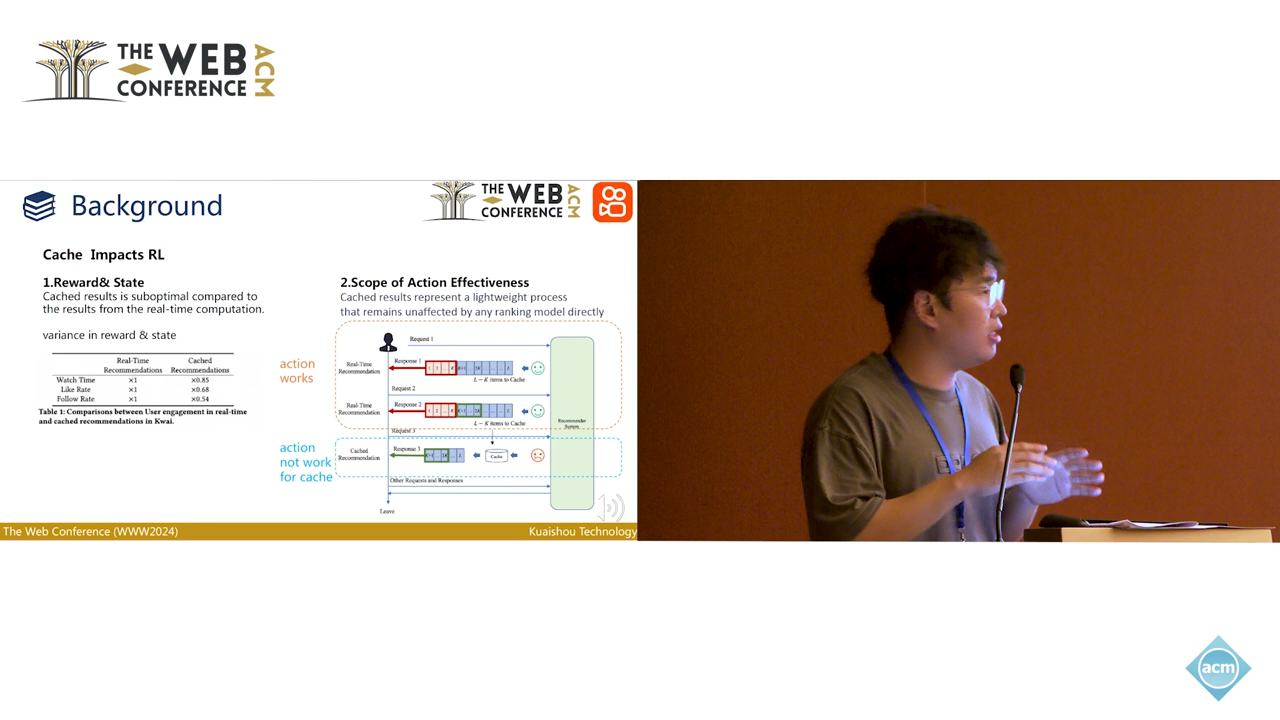 THE WEB CONFERENCE ACM
Background
THE WEB CONFERENCE ACM
Cache Impacts RL
1.Reward& State
Cached results is suboptimal compared to
the results from the real-time computation.
variance in reward & state
Real-Time Recommendations Cached Recommendations
Watch Time ×1 ×0.85
Like Rate ×1 ×0.68
Follow Rate ×1 ×0.54
Table 1: Comparisons between User engagement in real-time
and cached recommendations in Kwai.
2.Scope of Action Effectiveness
Cached results represent a lightweight process
that remains unaffected by any ranking model directly
action
works
action
not work
for cache
Request 1
Real-Time
Recommendation
Response 1
L − K items to Cache
Request 2
Real-Time
Recommendation
Response 2
L − K items to Cache
Request 3
Cached
Recommendation
Response 3
Cache
Other Requests and Responses
Leave
Recommender
System
The Web Conference (WWW2024)
Kuaishou Technology
acm